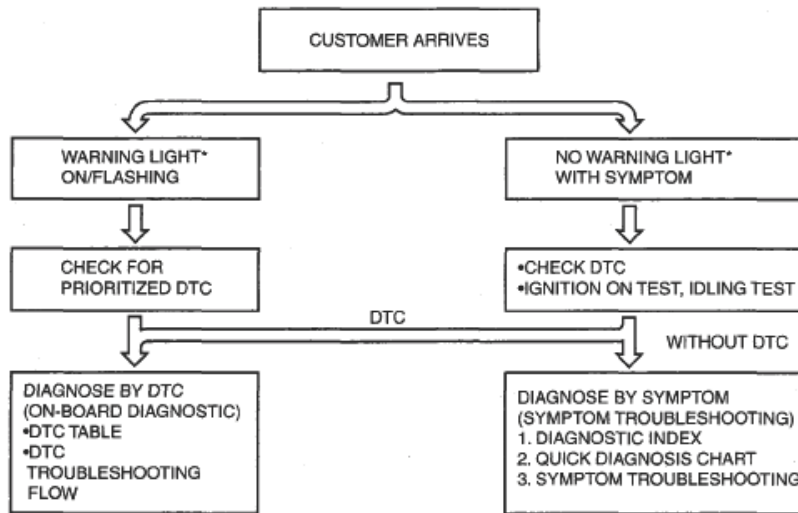 CUSTOMER ARRIVES
WARNING LIGHT*
ON/FLASHING
NO WARNING LIGHT*
WITH SYMPTOM
CHECK FOR
PRIORITIZED DTC
•CHECK DTC
•IGNITION ON TEST, IDLING TEST
DTC
WITHOUT DTC
DIAGNOSE BY DTC
(ON-BOARD DIAGNOSTIC)
•DTC TABLE
•DTC
TROUBLESHOOTING
FLOW
DIAGNOSE BY SYMPTOM
(SYMPTOM TROUBLESHOOTING)
1. DIAGNOSTIC INDEX
2. QUICK DIAGNOSIS CHART
3. SYMPTOM TROUBLESHOOTING